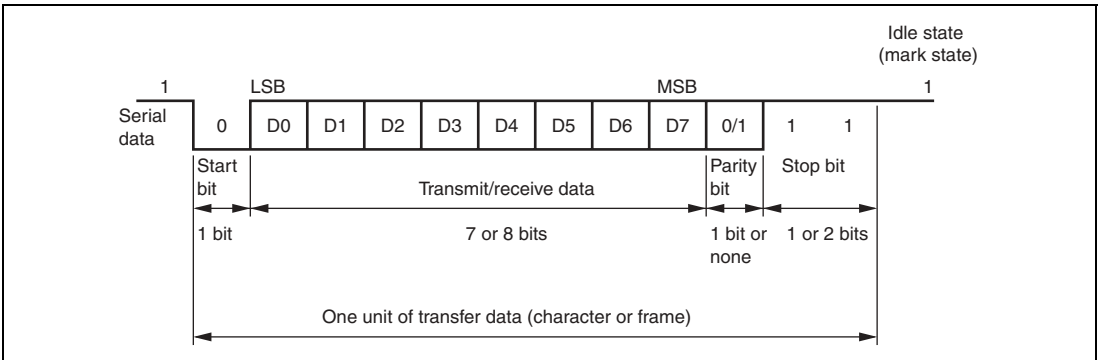 Idle state
(mark state)
1 LSB MSB 1
Serial
data
0 D0 D1 D2 D3 D4 D5 D6 D7 0/1 1 1
Start
bit
Transmit/receive data
Parity
bit
Stop bit
1 bit
7 or 8 bits
1 bit or
none
1 or 2 bits
One unit of transfer data (character or frame)